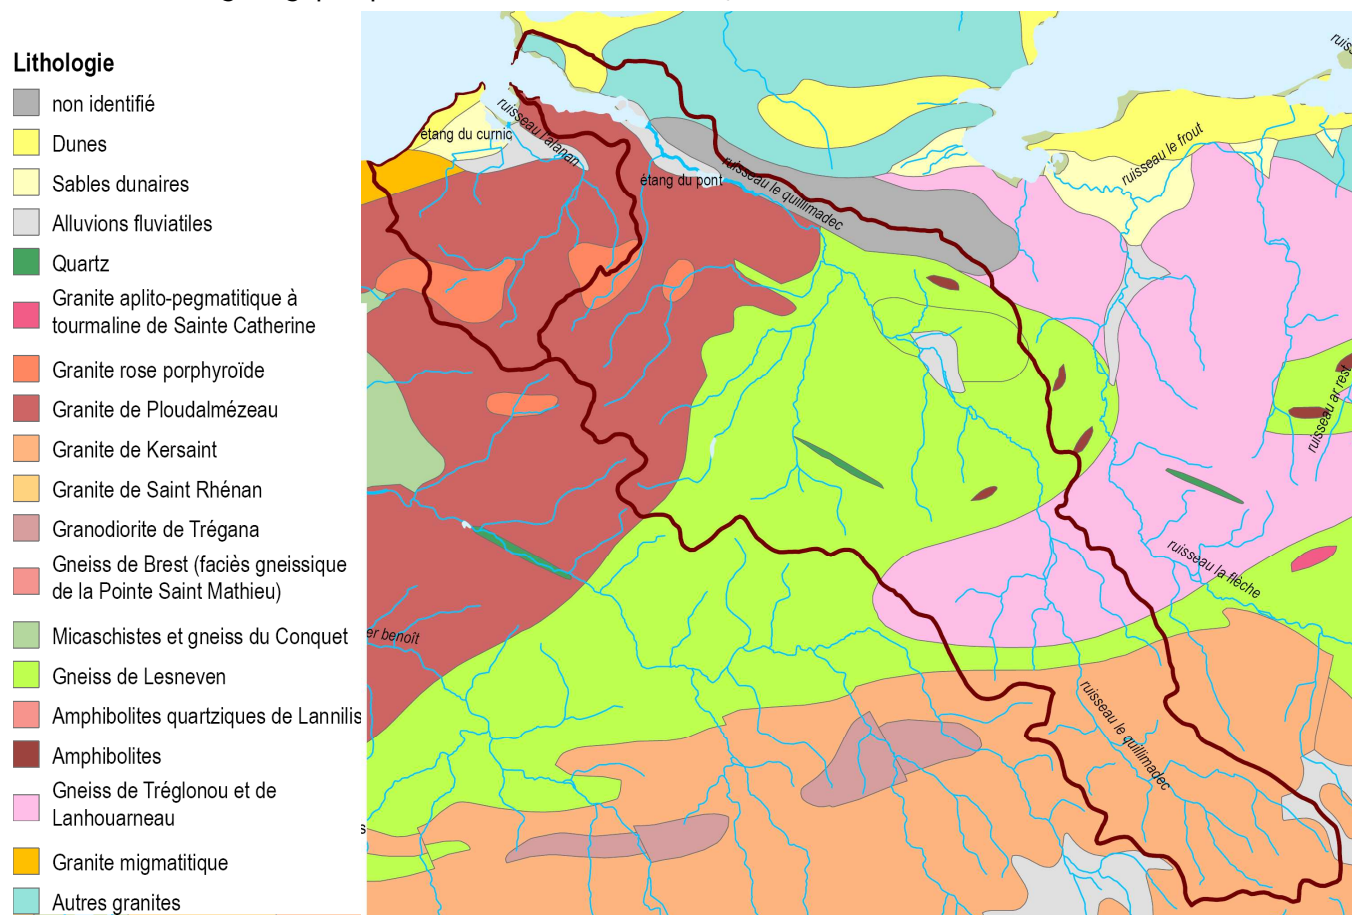 Lithologie
non identifié
Dunes
Sables dunaires
Alluvions fluviatiles
Quartz
Granite aplito-pegmatitique à
tourmaline de Sainte Catherine
Granite rose porphyroïde
Granite de Ploudalmézeau
Granite de Kersaint
Granite de Saint Rhénan
Granodiorite de Trégana
Gneiss de Brest (faciès gneissique
de la Pointe Saint Mathieu)
Micaschistes et gneiss du Conquet
Gneiss de Lesneven
Amphibolites quartziques de Lannilis
Amphibolites
Gneiss de Tréglonou et de
Lanhouarneau
Granite migmatitique
Autres granites
ruisseau l'alanan
étang du curnic
étang du pont
ruisseau le quillimadec
ruisseau le frout
ruisseau ar rest
ruisseau la flèche
er benoît
ruisseau le quillimadec
s